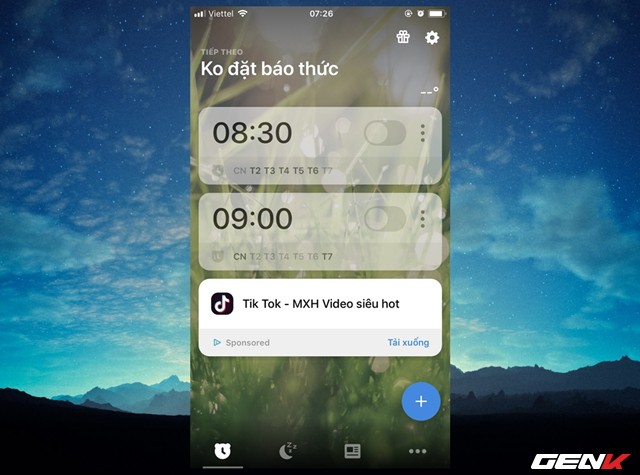 Viettel 07:26
TIẾP THEO
Ko đặt báo thức
__°
08:30
CN T2 T3 T4 T5 T6 T7
09:00
CN T2 T3 T4 T5 T6 T7
Tik Tok - MXH Video siêu hot
Sponsored Tải xuống
+
GENK